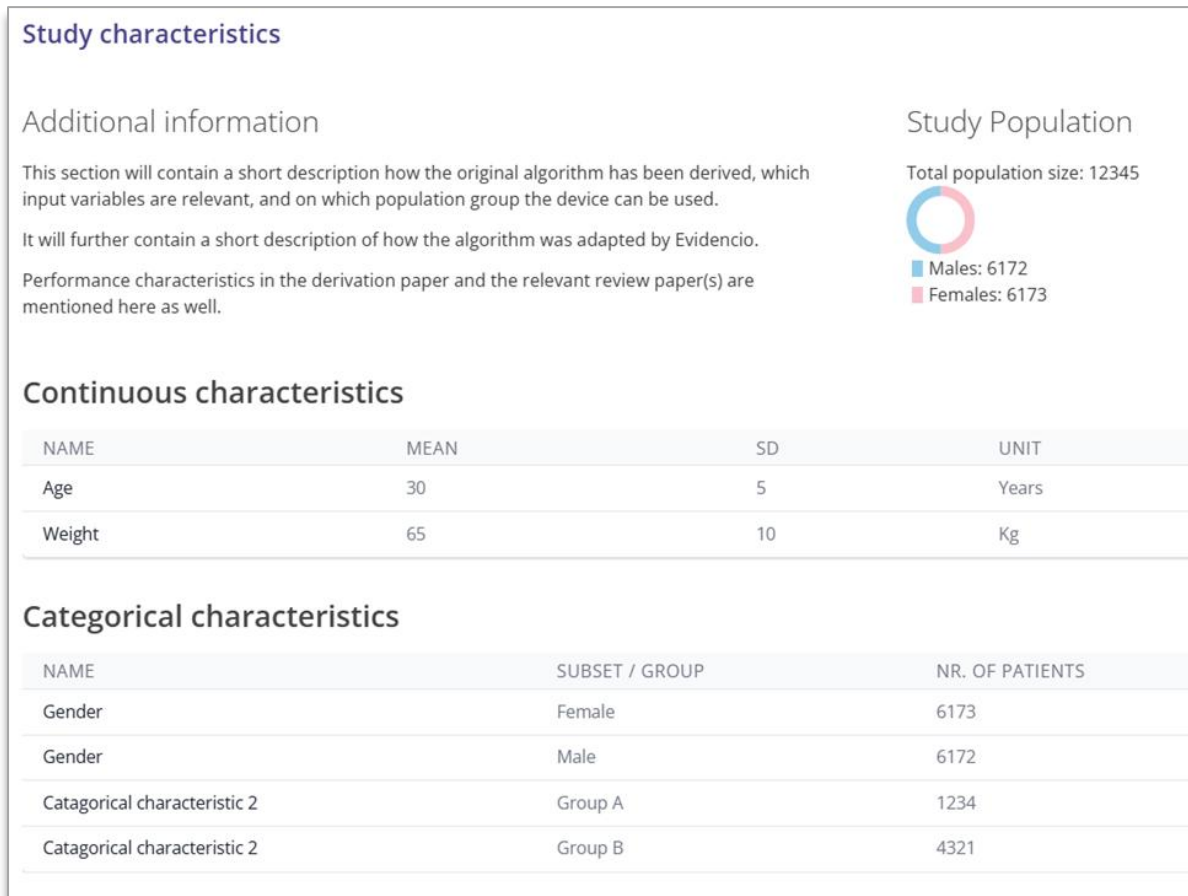 Study characteristics
Additional information
This section will contain a short description how the original algorithm has been derived, which
input variables are relevant, and on which population group the device can be used.
It will further contain a short description of how the algorithm was adapted by Evidencio.
Performance characteristics in the derivation paper and the relevant review paper(s) are
mentioned here as well.
Study Population
Total population size: 12345
Males: 6172
Females: 6173
Continuous characteristics
NAME MEAN SD UNIT
Age 30 5 Years
Weight 65 10 Kg
Categorical characteristics
NAME SUBSET / GROUP NR. OF PATIENTS
Gender Female 6173
Gender Male 6172
Catagorical characteristic 2 Group A 1234
Catagorical characteristic 2 Group B 4321